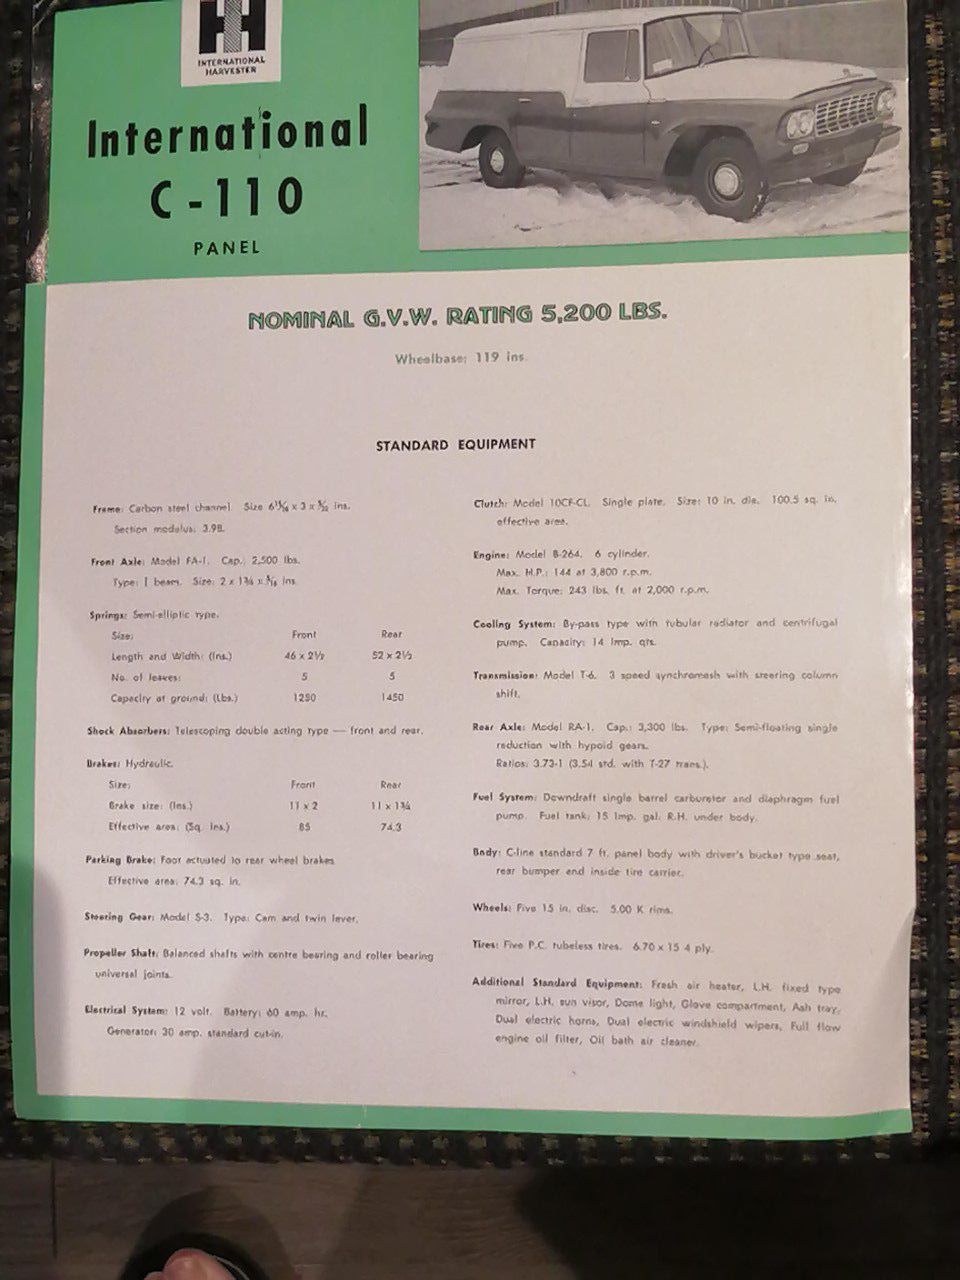 INTERNATIONAL
HARVESTER
International
C-110
PANEL
NOMINAL G.V.W. RATING 5,200 LBS.
Wheelbase: 119 ins.
STANDARD EQUIPMENT
Frame: Carbon steel channel. Size x 3 x ins.
Section modulus: 3.98.
Front Axle: Model FA-1. Cap.: 2,500 lbs.
Type: I beam. Size: 2 x 1¾ x ins.
Springs: Semi-elliptic type.
Size: Front Rear
Length and Width: (Ins.) 46 x 2½ 52 x 2½
No. of leaves: 5 5
Capacity at ground: (Lbs.) 1250 1450
Shock Absorbers: Telescoping double acting type — front and rear.
Brakes: Hydraulic.
Size: Front Rear
Brake size: (Ins.) 11 x 2 11 x 1¾
Effective area: (Sq. Ins.) 85 74.3
Parking Brake: Foot actuated to rear wheel brakes
Effective area: 74.3 sq. in.
Steering Gear: Model S-3. Type: Cam and twin lever.
Propeller Shaft: Balanced shafts with centre bearing and roller bearing
universal joints.
Electrical System: 12 volt. Battery: 60 amp. hr.
Generator: 30 amp. standard cut-in.
Clutch: Model 10CF-CL. Single plate. Size: 10 in. dia. 100.5 sq. in.
effective area.
Engine: Model B-264. 6 cylinder.
Max. H.P.: 144 at 3,800 r.p.m.
Max. Torque: 243 lbs. ft. at 2,000 r.p.m.
Cooling System: By-pass type with tubular radiator and centrifugal
pump. Capacity: 14 Imp. qts.
Transmission: Model T-6. 3 speed synchromesh with steering column
shift.
Rear Axle: Model RA-1. Cap.: 3,300 lbs. Type: Semi-floating single
reduction with hypoid gears.
Ratios: 3.73-1 (3.54 std. with T-27 trans.).
Fuel System: Downdraft single barrel carburetor and diaphragm fuel
pump. Fuel tank: 15 Imp. gal. R.H. under body.
Body: C-line standard 7 ft. panel body with driver's bucket type seat,
rear bumper and inside tire carrier.
Wheels: Five 15 in. disc. 5.00 K rims.
Tires: Five P.C. tubeless tires. 6.70 x 15 4 ply.
Additional Standard Equipment: Fresh air heater, L.H. fixed type
mirror, L.H. sun visor, Dome light, Glove compartment, Ash tray,
Dual electric horns, Dual electric windshield wipers, Full flow
engine oil filter, Oil bath air cleaner.